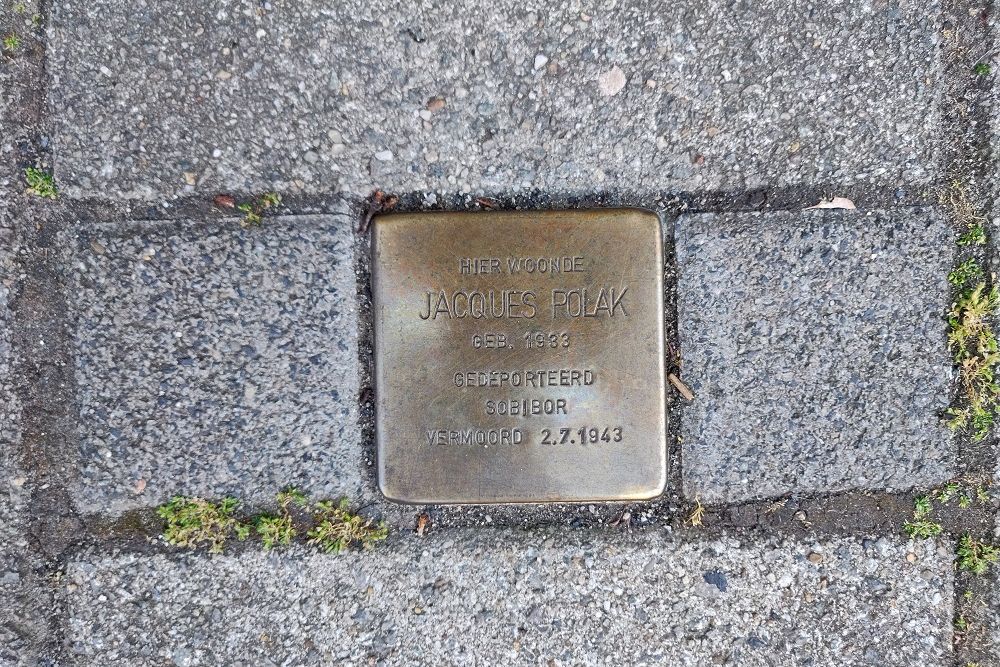 HIER WOONDE
JACQUES POLAK
GEB. 1933
GEDEPORTEERD
SOBIBOR
VERMOORD 2.7.1943